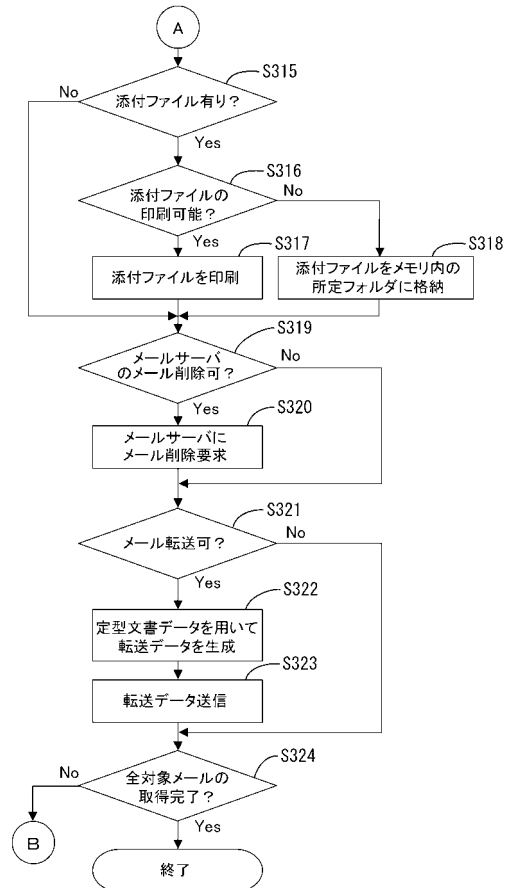 A
S315
No
添付ファイル有り？
Yes
S316
添付ファイルの
印刷可能？
No
Yes
S317
添付ファイルを印刷
S318
添付ファイルをメモリ内の
所定フォルダに格納
S319
メールサーバ
のメール削除可？
No
Yes
S320
メールサーバに
メール削除要求
S321
メール転送可？
No
Yes
S322
定型文書データを用いて
転送データを生成
S323
転送データ送信
S324
No
全対象メールの
取得完了？
Yes
B
終了